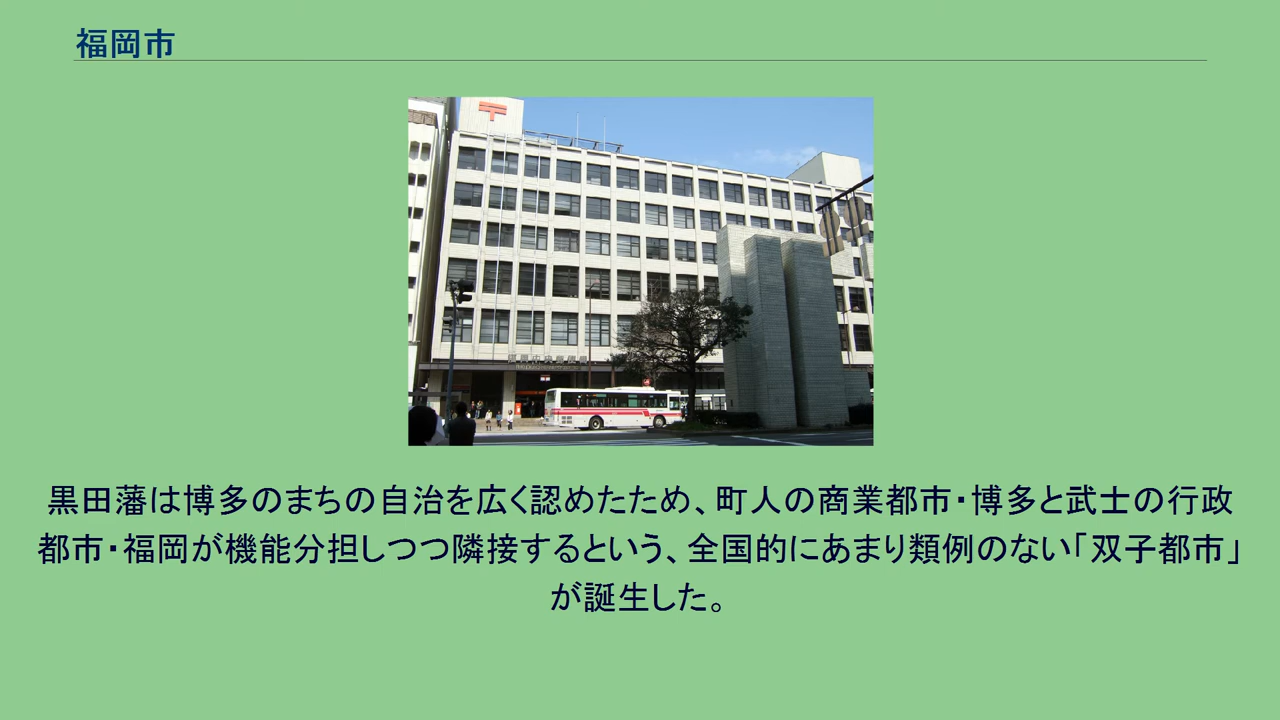 福岡市
〒
黒田藩は博多のまちの自治を広く認めたため、町人の商業都市・博多と武士の行政
都市・福岡が機能分担しつつ隣接するという、全国的にあまり類例のない「双子都市」
が誕生した。